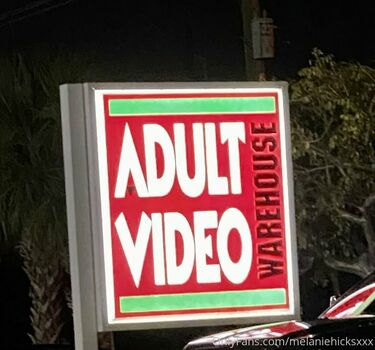 ADULT
VIDEO
WAREHOUSE
OnlyFans.com/melaniehicksxxx